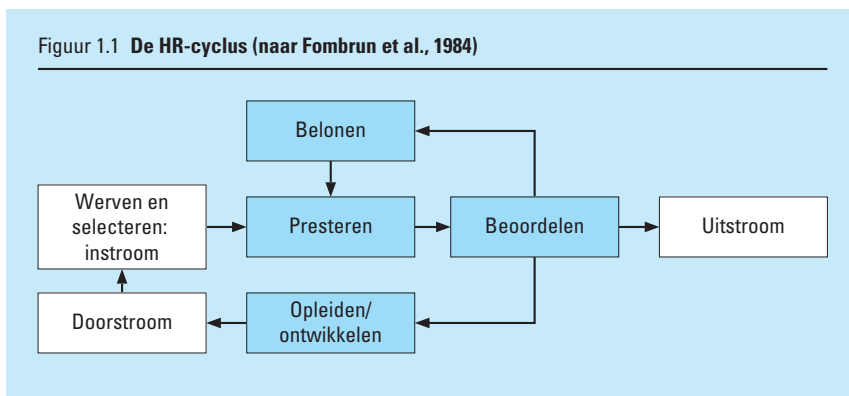 Figuur 1.1 De HR-cyclus (naar Fombrun et al., 1984)
Belonen
Werven en
selecteren:
instroom
Presteren
Beoordelen
Uitstroom
Doorstroom
Opleiden/
ontwikkelen